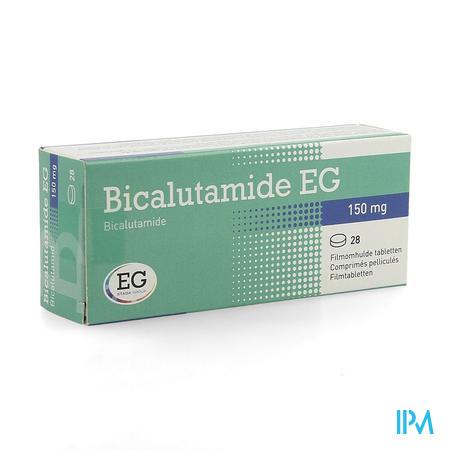 Bicalutamide EG
150 mg
Bicalutamide
28
Bicalutamide EG
Bicalutamide
150 mg
28
Filmomhulde tabletten
Comprimés pelliculés
Filmtabletten
EG
STADA GROUP
IPM